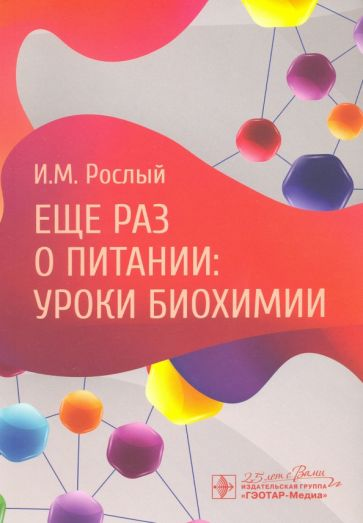 И.М. Рослый
ЕЩЕ РАЗ
О ПИТАНИИ:
УРОКИ БИОХИМИИ
25 лет с Вами
ИЗДАТЕЛЬСКАЯ ГРУППА
«ГЭОТАР-Медиа»